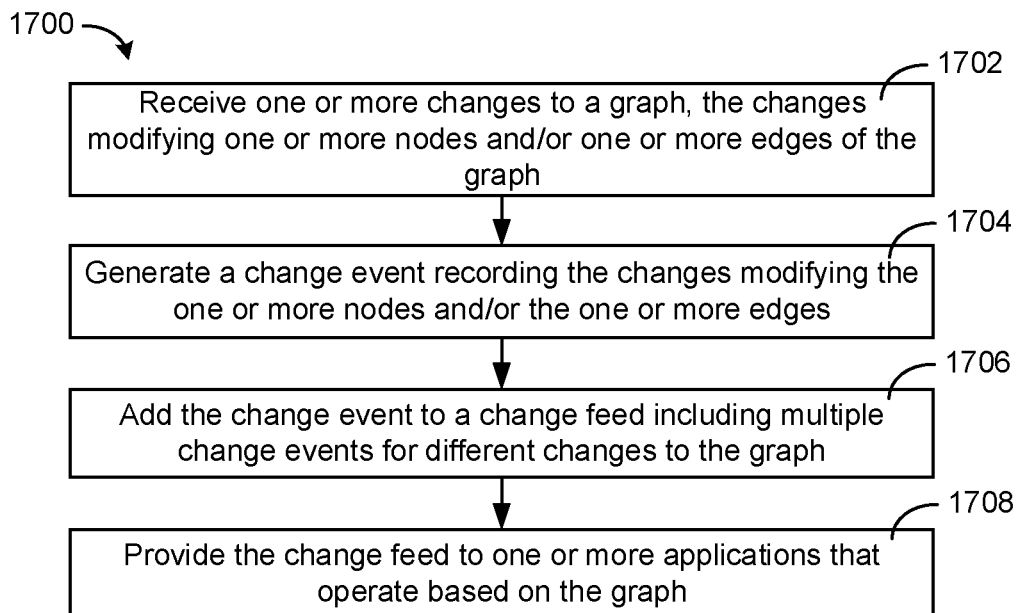 1700
1702
Receive one or more changes to a graph, the changes
modifying one or more nodes and/or one or more edges of the
graph
1704
Generate a change event recording the changes modifying the
one or more nodes and/or the one or more edges
1706
Add the change event to a change feed including multiple
change events for different changes to the graph
1708
Provide the change feed to one or more applications that
operate based on the graph